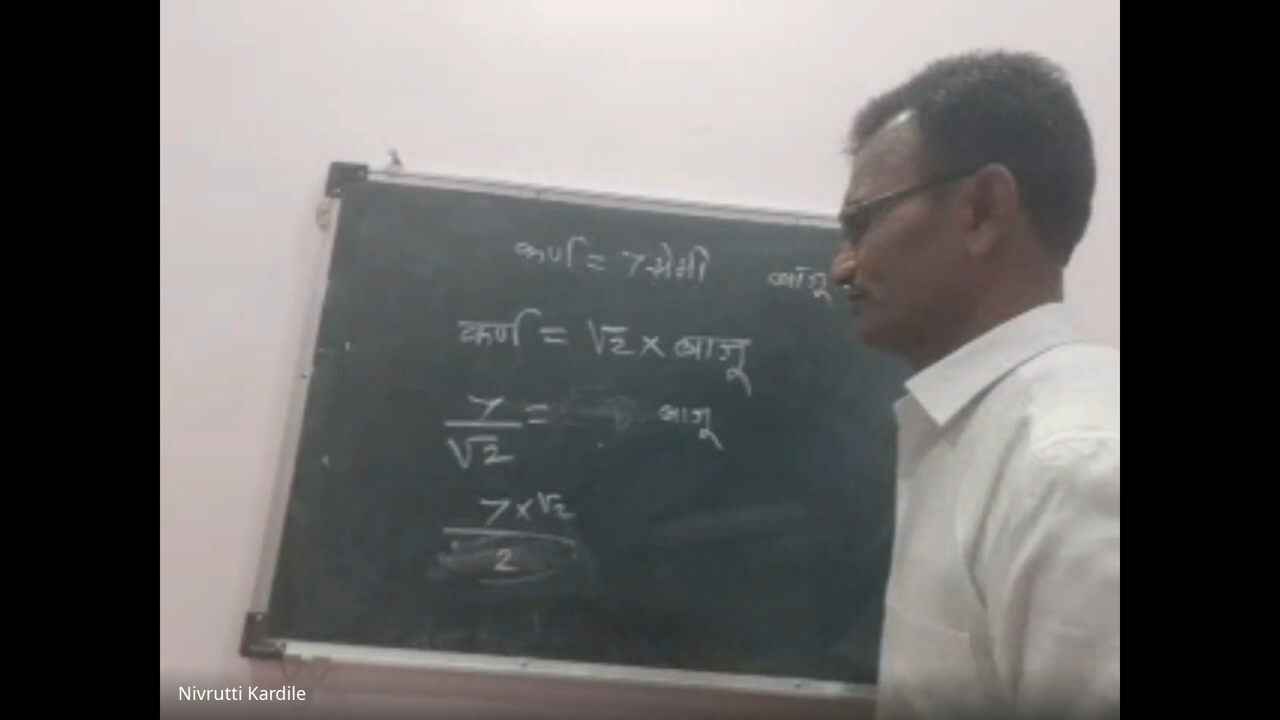 कर्ण = 7 सेमी बाजू
कर्ण = √2 × बाजू
7/√2 = बाजू
7×√2/2
Nivrutti Kardile